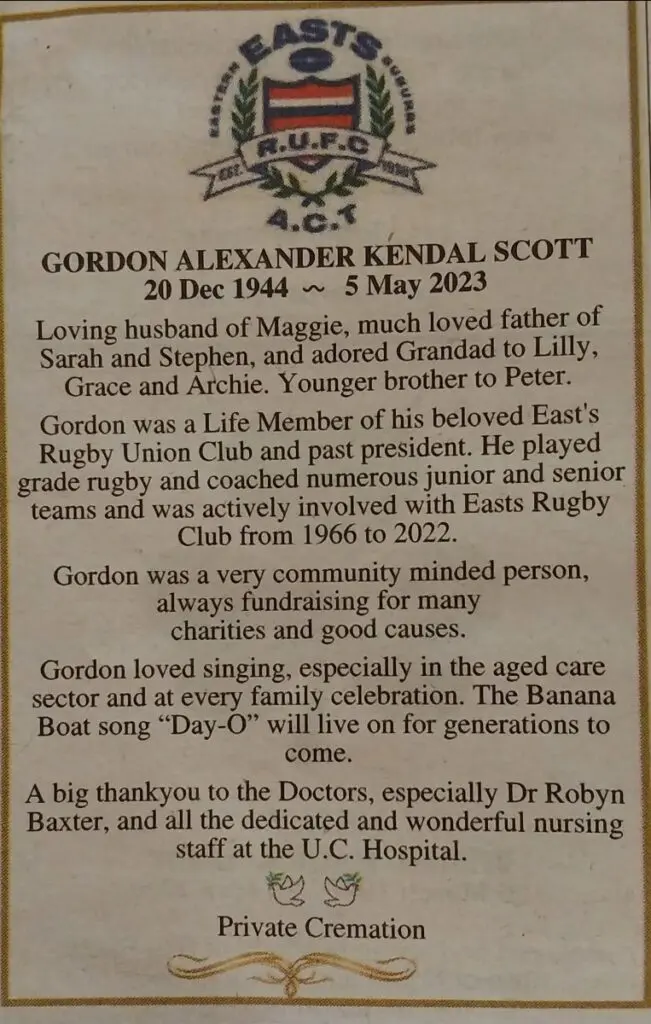 EASTS
EASTERN SUBURBS
R.U.F.C
EST. 1938
A.C.T
GORDON ALEXANDER KENDAL SCOTT
20 Dec 1944 ~ 5 May 2023
Loving husband of Maggie, much loved father of
Sarah and Stephen, and adored Grandad to Lilly,
Grace and Archie. Younger brother to Peter.
Gordon was a Life Member of his beloved East's
Rugby Union Club and past president. He played
grade rugby and coached numerous junior and senior
teams and was actively involved with Easts Rugby
Club from 1966 to 2022.
Gordon was a very community minded person,
always fundraising for many
charities and good causes.
Gordon loved singing, especially in the aged care
sector and at every family celebration. The Banana
Boat song “Day-O” will live on for generations to
come.
A big thankyou to the Doctors, especially Dr Robyn
Baxter, and all the dedicated and wonderful nursing
staff at the U.C. Hospital.
Private Cremation